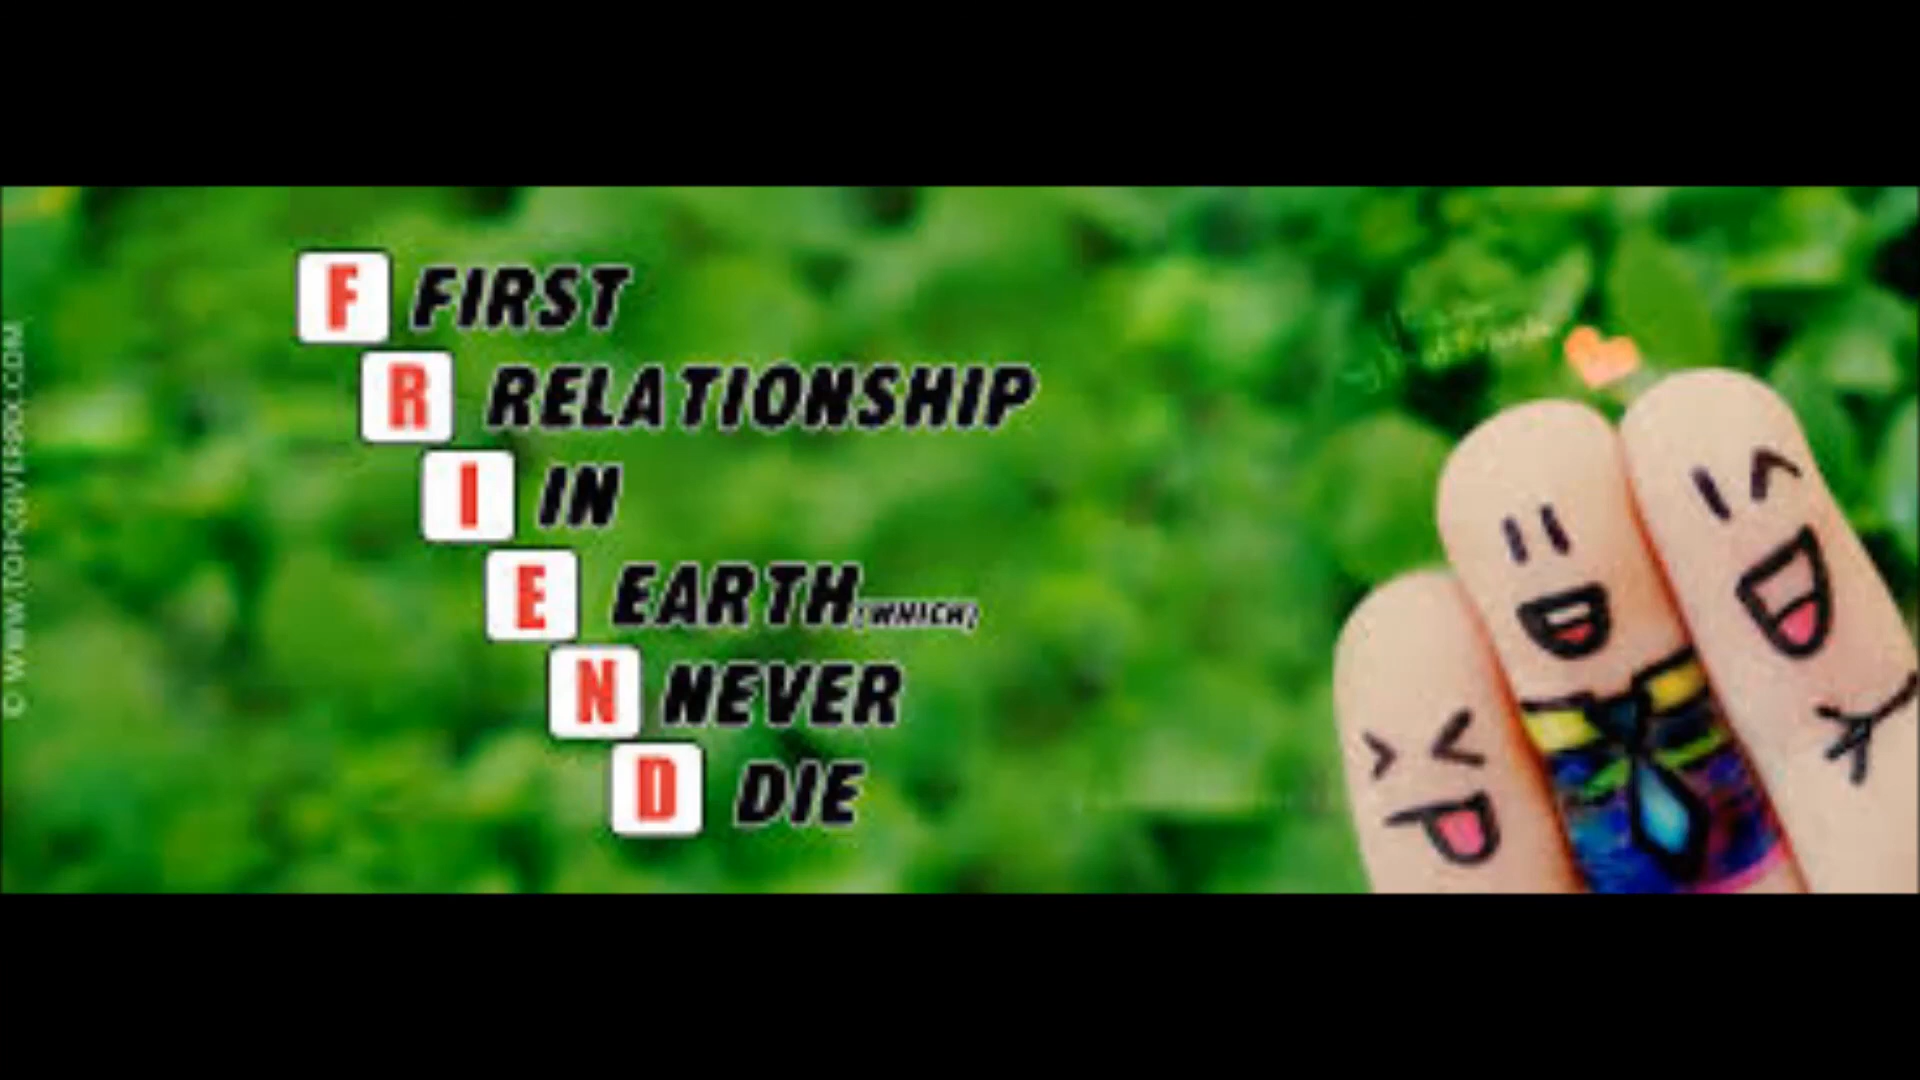 F FIRST
R RELATIONSHIP
I IN
E EARTH (WHICH)
N NEVER
D DIE